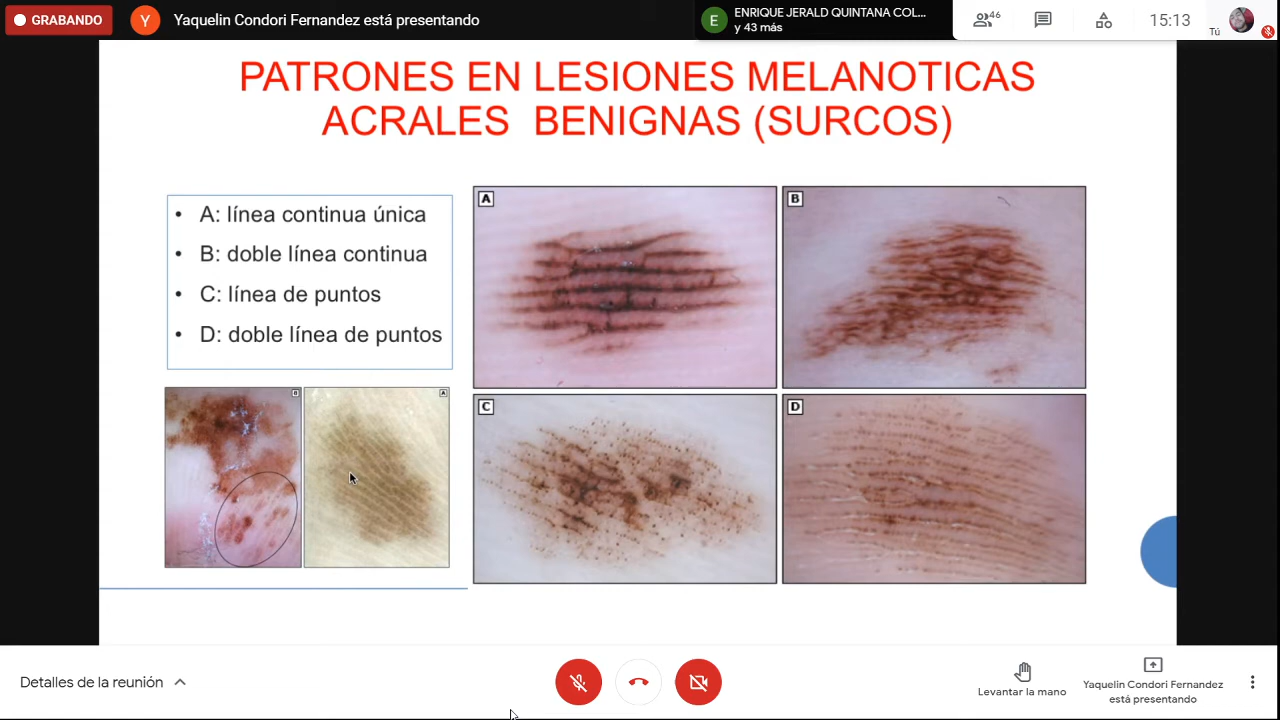 GRABANDO
Y
Yaquelin Condori Fernandez está presentando
E
ENRIQUE JERALD QUINTANA COL...
y 43 más
46
15:13
Tú
PATRONES EN LESIONES MELANOTICAS
ACRALES BENIGNAS (SURCOS)
• A: línea continua única
• B: doble línea continua
• C: línea de puntos
• D: doble línea de puntos
A
B
A
C
D
Detalles de la reunión
Levantar la mano
Yaquelin Condori Fernandez
está presentando